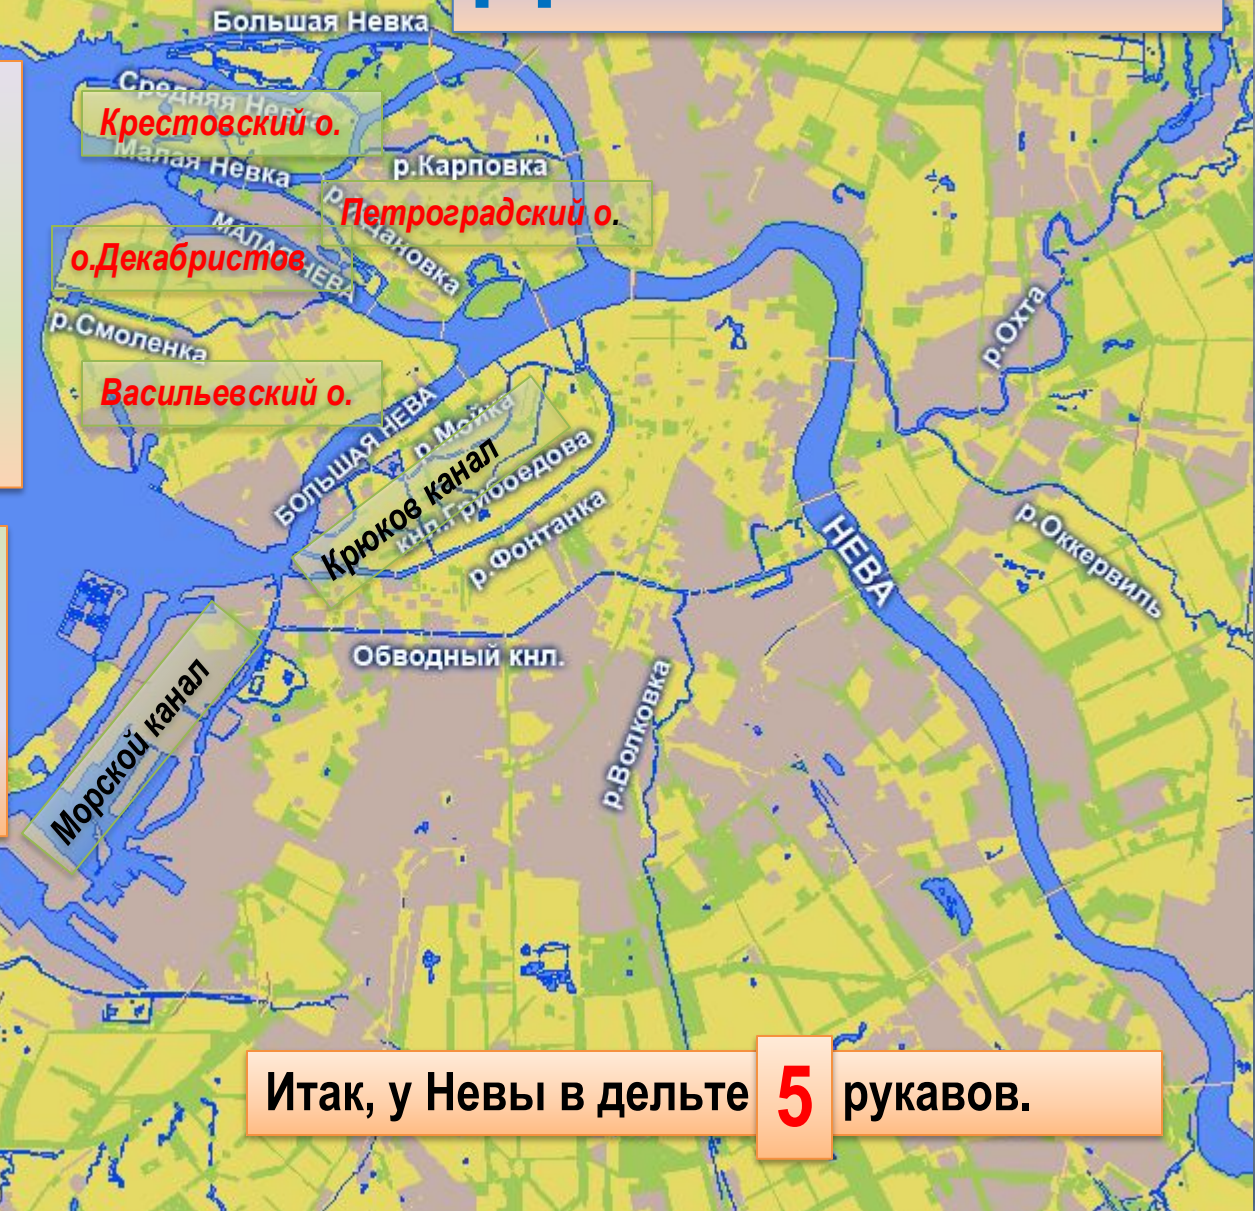 Большая Невка
Средняя Невка
Крестовский о.
Малая Невка
р.Карповка
р.Ждановка
Петроградский о.
МАЛАЯ НЕВА
о.Декабристов
р.Смоленка
р.Охта
Васильевский о.
БОЛЬШАЯ НЕВА
р.Мойка
Крюков канал
кнл.Грибоедова
р.Фонтанка
НЕВА
р.Оккервиль
Обводный кнл.
Морской канал
р.Волковка
Итак, у Невы в дельте 5 рукавов.